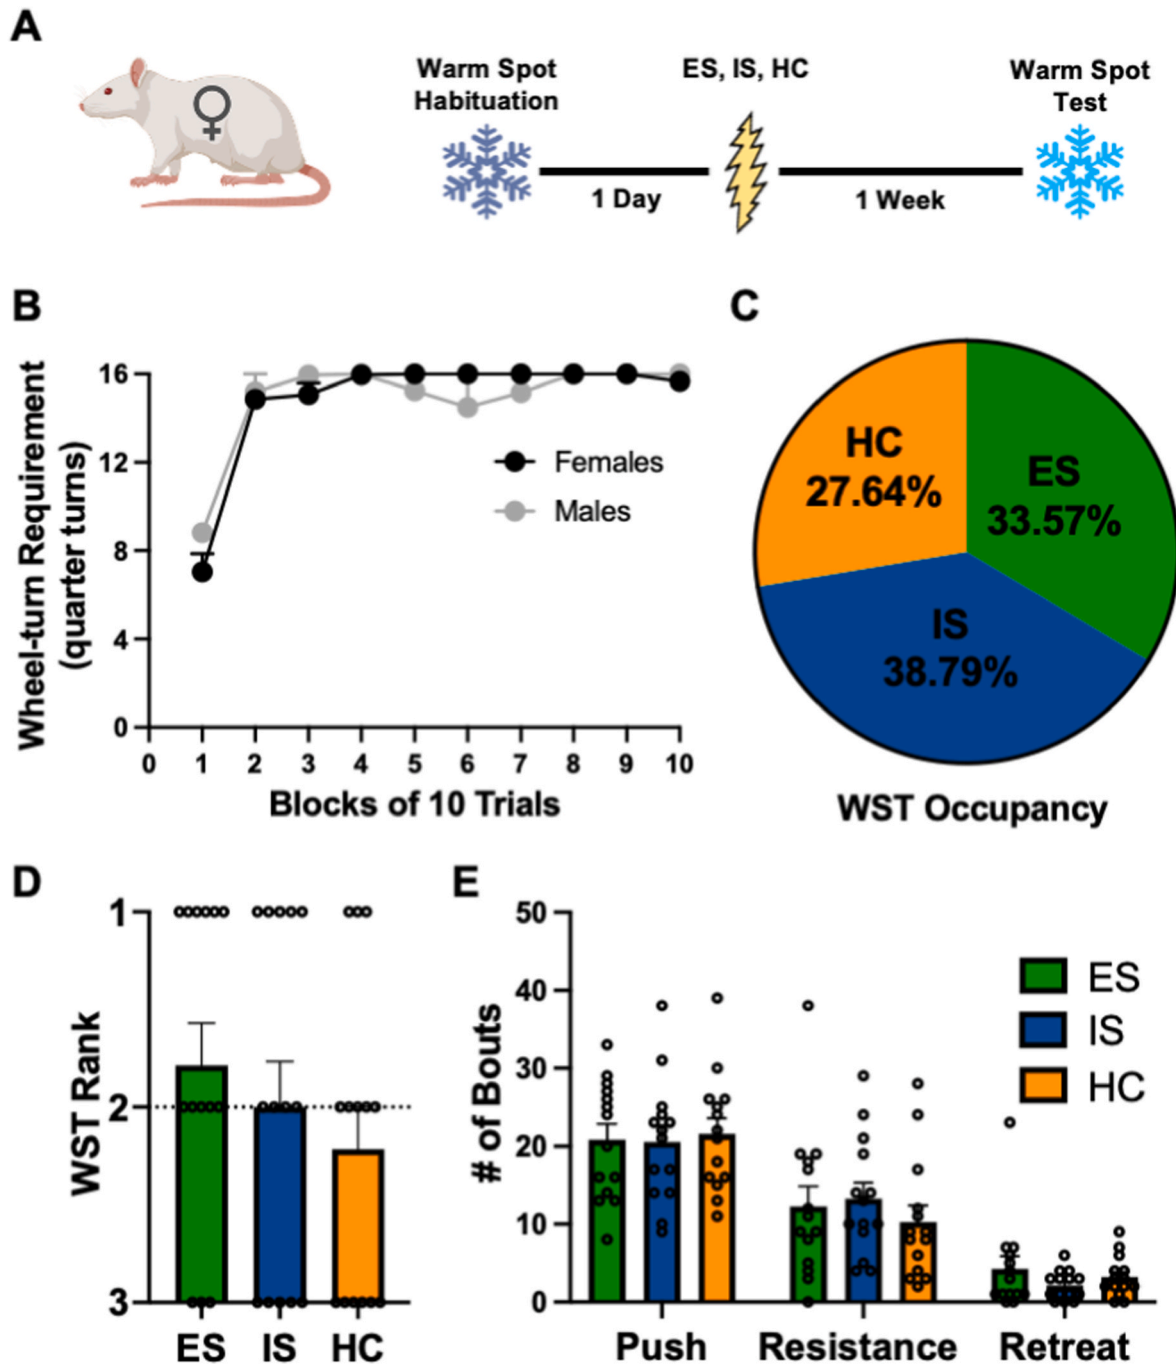 A
Warm Spot
Habituation
ES, IS, HC
Warm Spot
Test
♀
1 Day
1 Week
B
Wheel-turn Requirement
(quarter turns)
16
12
8
4
0
0 1 2 3 4 5 6 7 8 9 10
Blocks of 10 Trials
Females
Males
C
HC
27.64%
ES
33.57%
IS
38.79%
WST Occupancy
D
WST Rank
1
2
3
ES IS HC
E
# of Bouts
50
40
30
20
10
0
Push Resistance Retreat
ES
IS
HC